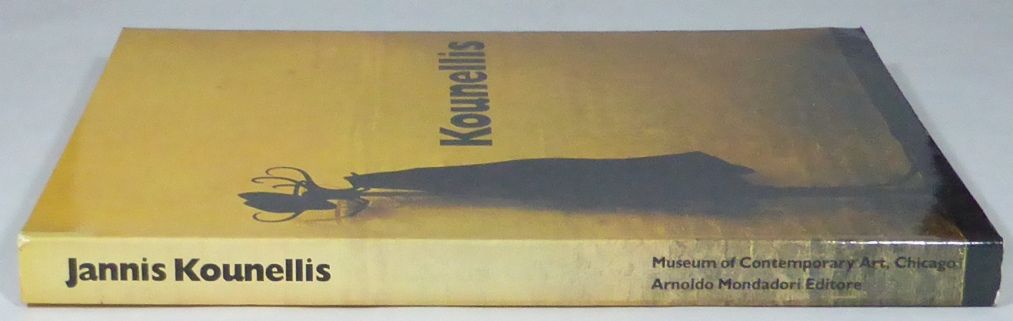 Kounellis
Jannis Kounellis
Museum of Contemporary Art, Chicago
Arnoldo Mondadori Editore